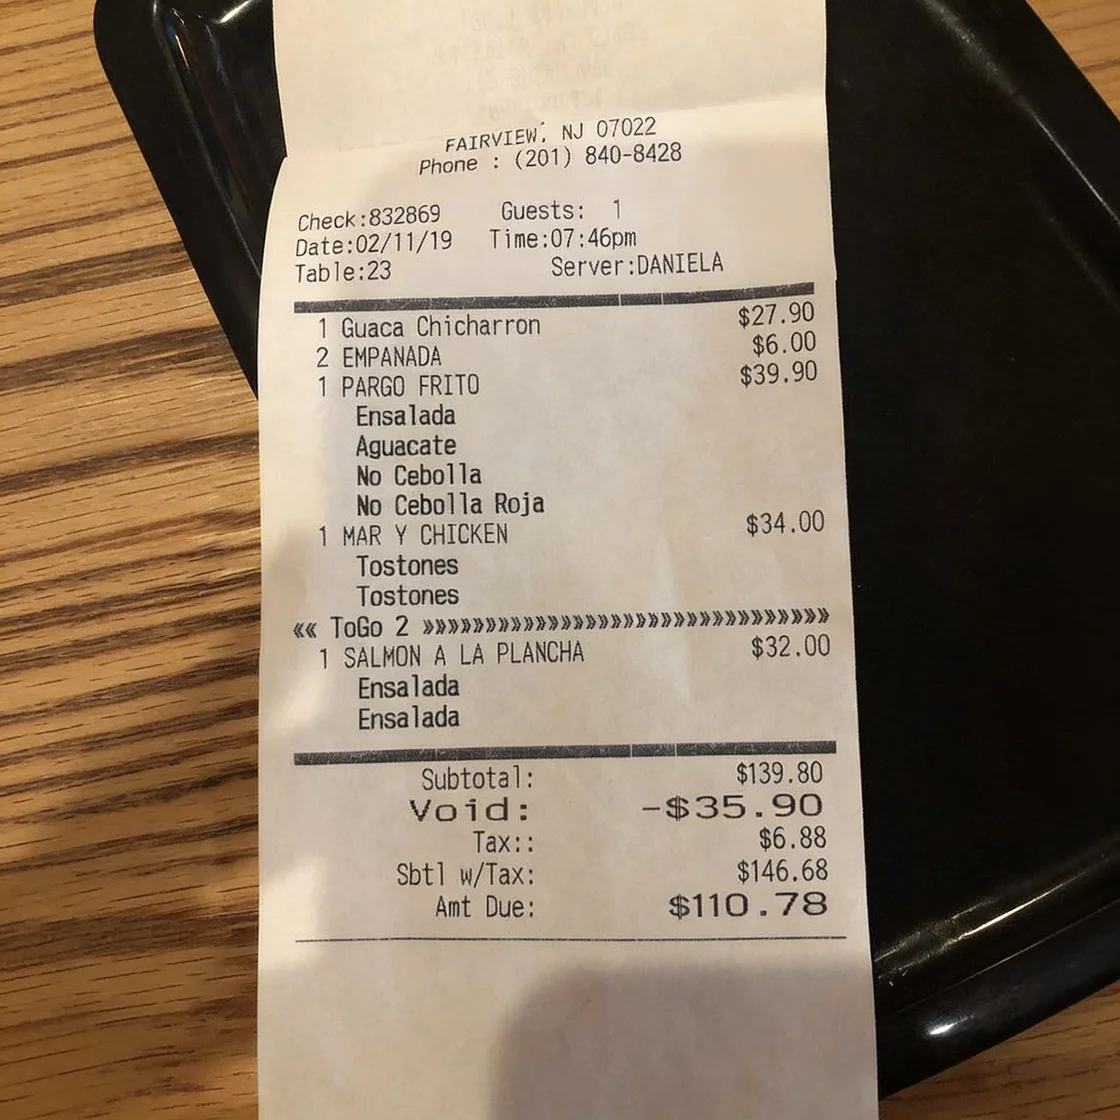 FAIRVIEW, NJ 07022
Phone : (201) 840-8428
Check:832869 Guests: 1
Date:02/11/19 Time:07:46pm
Table:23 Server:DANIELA
1 Guaca Chicharron $27.90
2 EMPANADA $6.00
1 PARGO FRITO $39.90
Ensalada
Aguacate
No Cebolla
No Cebolla Roja
1 MAR Y CHICKEN $34.00
Tostones
Tostones
«« ToGo 2 »»»»»»»»»»»»»»»»»»»»»»»»»»»»»»»»
1 SALMON A LA PLANCHA $32.00
Ensalada
Ensalada
Subtotal: $139.80
Void: -$35.90
Tax:: $6.88
Sbtl w/Tax: $146.68
Amt Due: $110.78